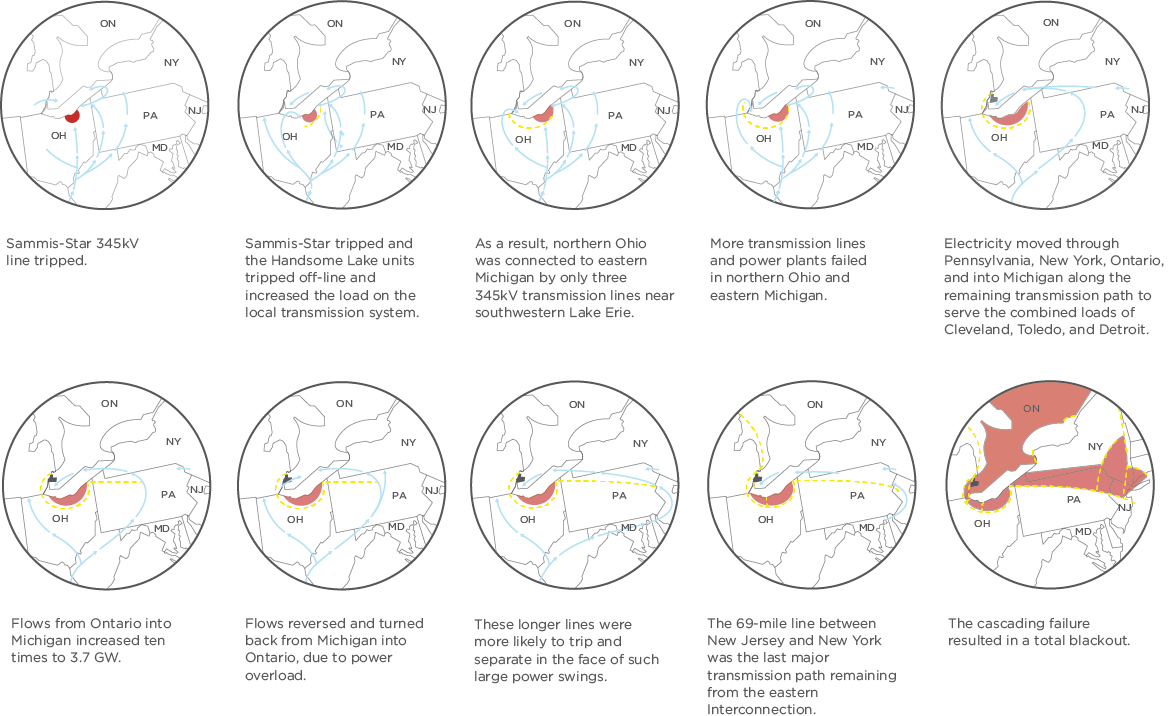 ON
NY
PA
NJ
OH
MD
Sammis-Star 345kV
line tripped.
ON
NY
PA
NJ
OH
MD
Sammis-Star tripped and
the Handsome Lake units
tripped off-line and
increased the load on the
local transmission system.
ON
NY
PA
NJ
OH
MD
As a result, northern Ohio
was connected to eastern
Michigan by only three
345kV transmission lines near
southwestern Lake Erie.
ON
NY
PA
NJ
OH
MD
More transmission lines
and power plants failed
in northern Ohio and
eastern Michigan.
ON
NY
PA
NJ
OH
MD
Electricity moved through
Pennsylvania, New York, Ontario,
and into Michigan along the
remaining transmission path to
serve the combined loads of
Cleveland, Toledo, and Detroit.
ON
NY
PA
NJ
OH
MD
Flows from Ontario into
Michigan increased ten
times to 3.7 GW.
ON
NY
PA
NJ
OH
MD
Flows reversed and turned
back from Michigan into
Ontario, due to power
overload.
ON
NY
PA
NJ
OH
MD
These longer lines were
more likely to trip and
separate in the face of such
large power swings.
ON
NY
PA
NJ
OH
MD
The 69-mile line between
New Jersey and New York
was the last major
transmission path remaining
from the eastern
Interconnection.
ON
NY
PA
NJ
OH
MD
The cascading failure
resulted in a total blackout.